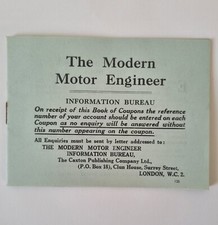 The Modern
Motor Engineer
INFORMATION BUREAU
On receipt of this Book of Coupons the reference
number of your account should be entered on each
Coupon as no enquiry will be answered without
this number appearing on the coupon.
All Enquiries must be sent by letter addressed to:
THE MODERN MOTOR ENGINEER
INFORMATION BUREAU,
The Caxton Publishing Company Ltd.,
(P.O. Box 18), Clun House, Surrey Street,
LONDON, W.C. 2.